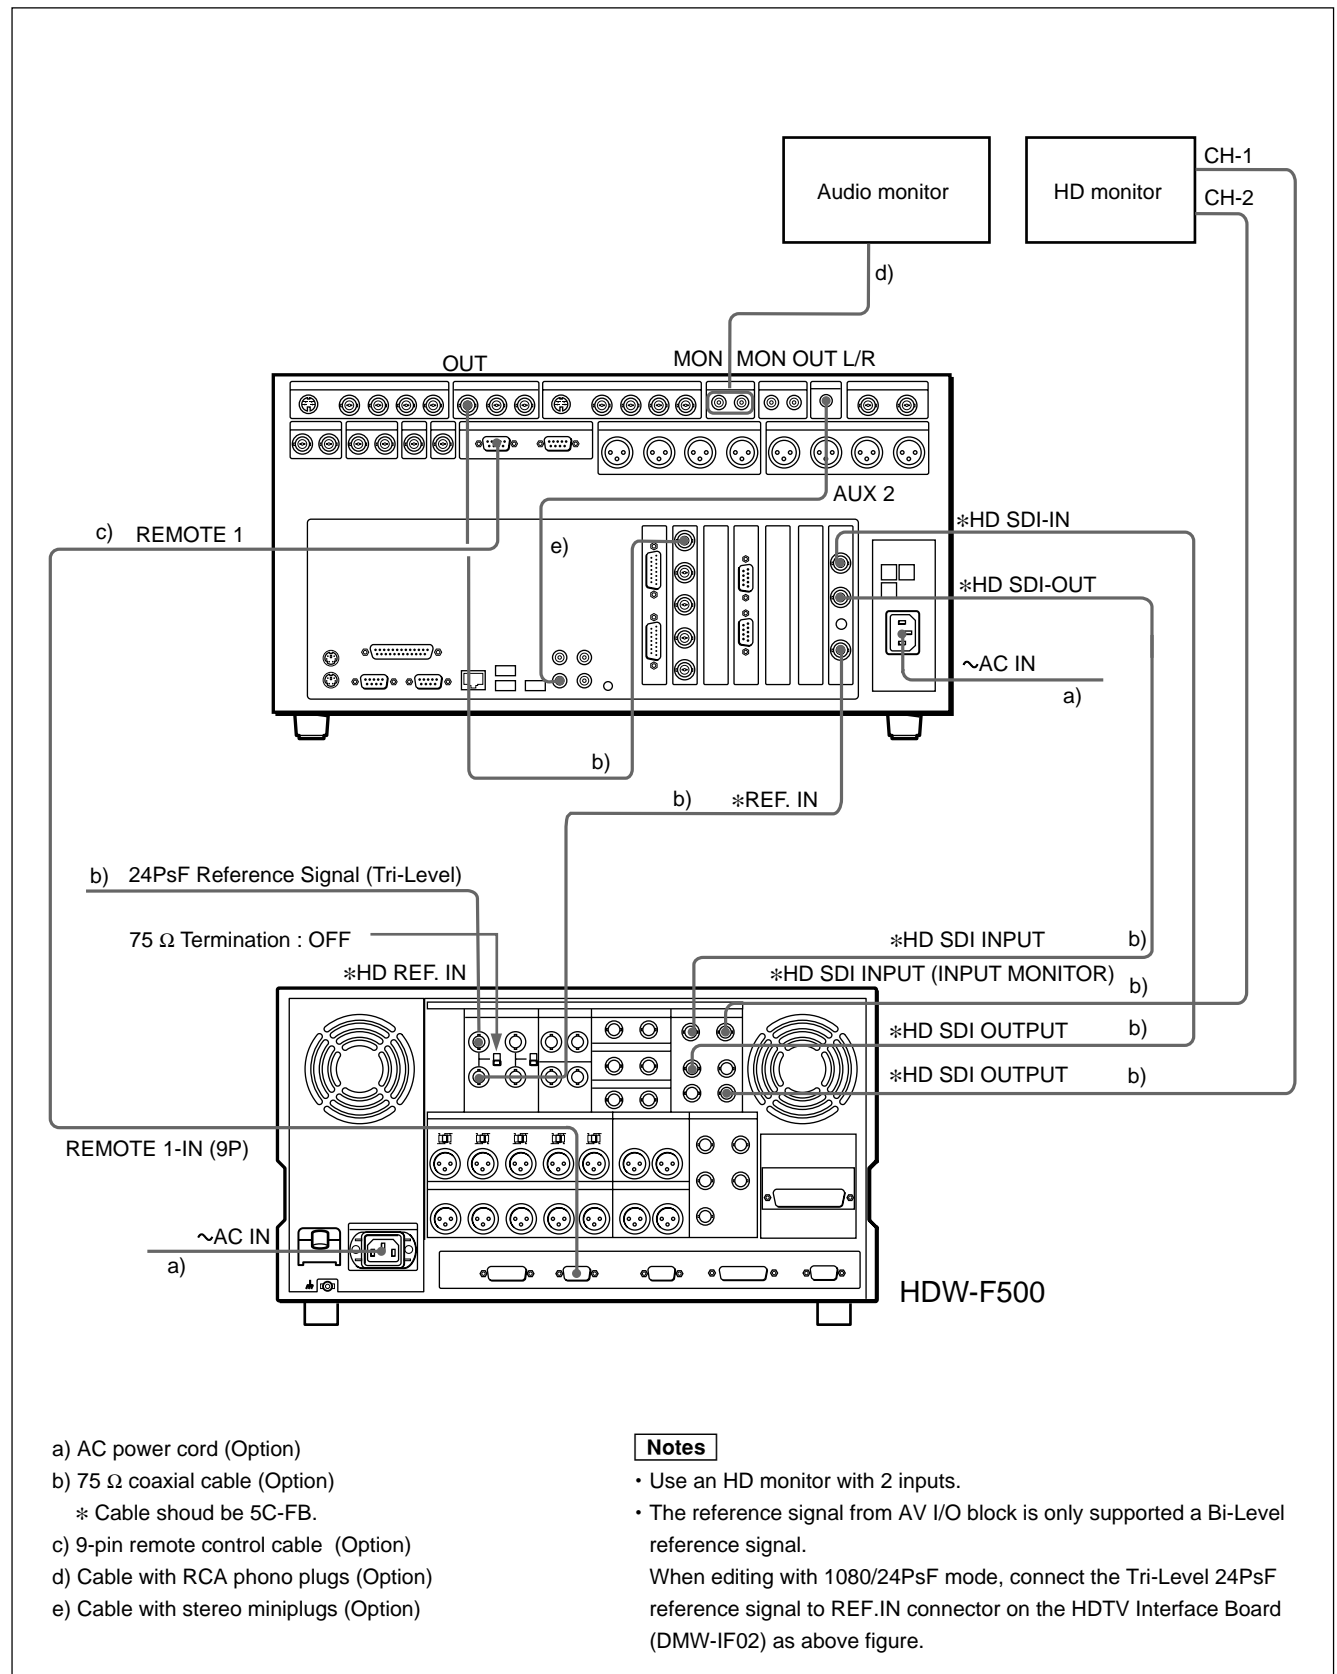 Audio monitor
HD monitor
CH-1
CH-2
d)
OUT
MON
MON OUT L/R
AUX 2
c) REMOTE 1
e)
*HD SDI-IN
*HD SDI-OUT
~AC IN
a)
b)
b) *REF. IN
b) 24PsF Reference Signal (Tri-Level)
75 Ω Termination : OFF
*HD REF. IN
*HD SDI INPUT b)
*HD SDI INPUT (INPUT MONITOR) b)
*HD SDI OUTPUT b)
*HD SDI OUTPUT b)
REMOTE 1-IN (9P)
~AC IN
a)
HDW-F500
a) AC power cord (Option)
b) 75 Ω coaxial cable (Option)
* Cable shoud be 5C-FB.
c) 9-pin remote control cable (Option)
d) Cable with RCA phono plugs (Option)
e) Cable with stereo miniplugs (Option)
Notes
• Use an HD monitor with 2 inputs.
• The reference signal from AV I/O block is only supported a Bi-Level
reference signal.
When editing with 1080/24PsF mode, connect the Tri-Level 24PsF
reference signal to REF.IN connector on the HDTV Interface Board
(DMW-IF02) as above figure.